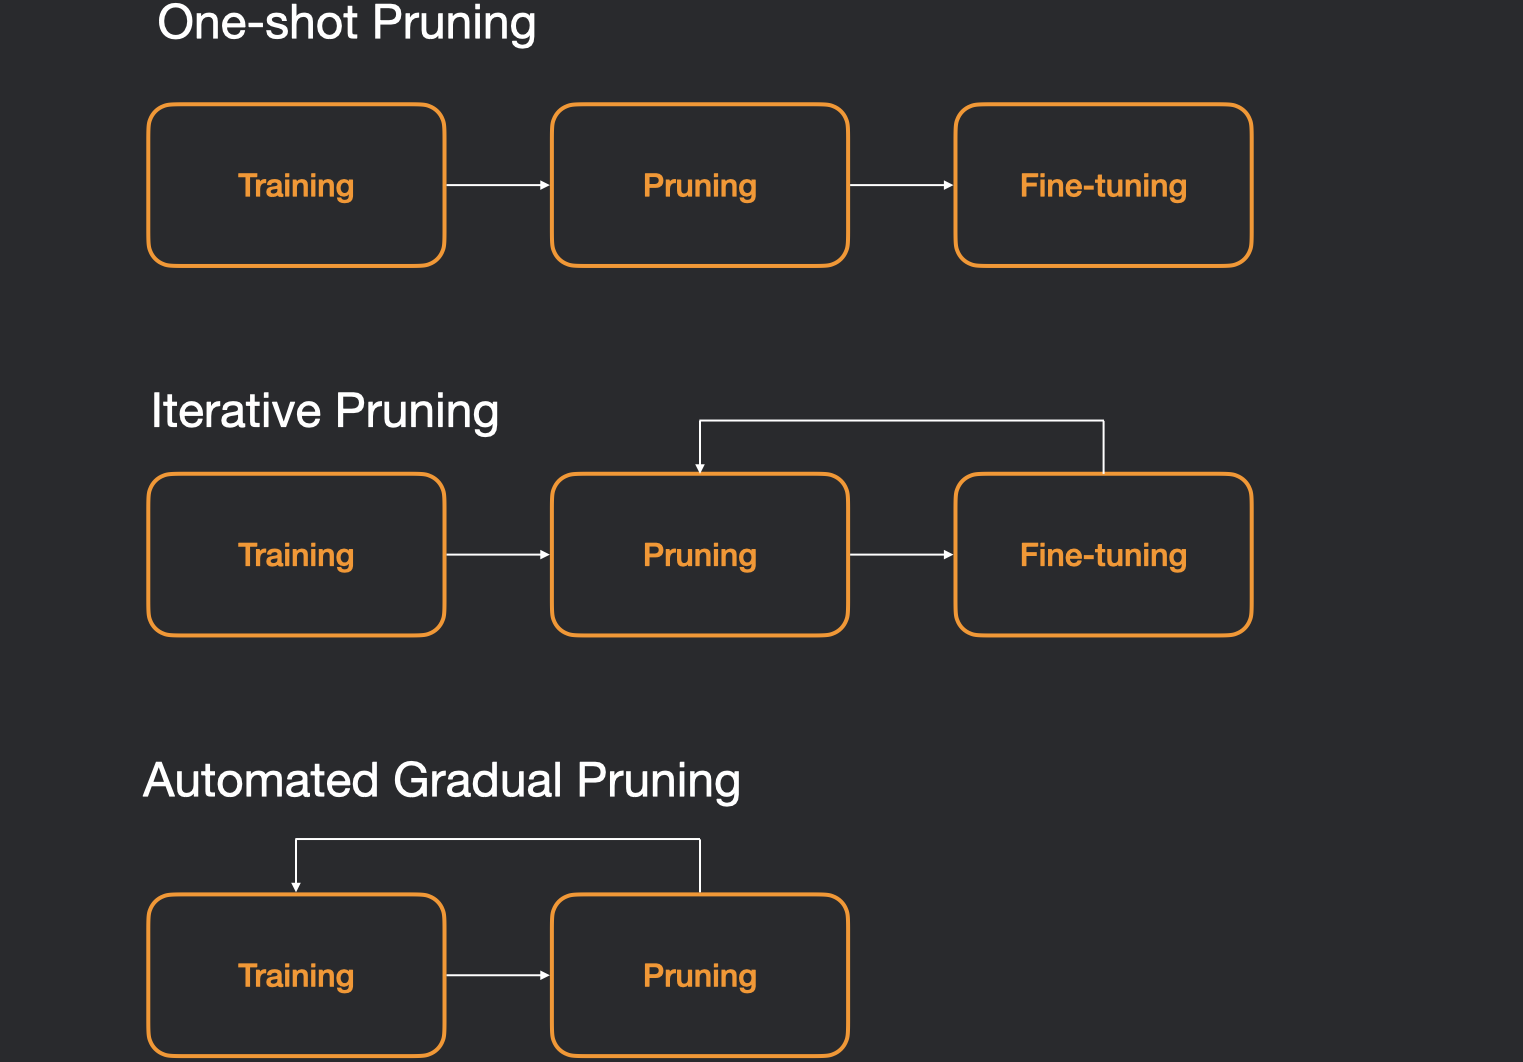 One-shot Pruning
Training
Pruning
Fine-tuning
Iterative Pruning
Training
Pruning
Fine-tuning
Automated Gradual Pruning
Training
Pruning